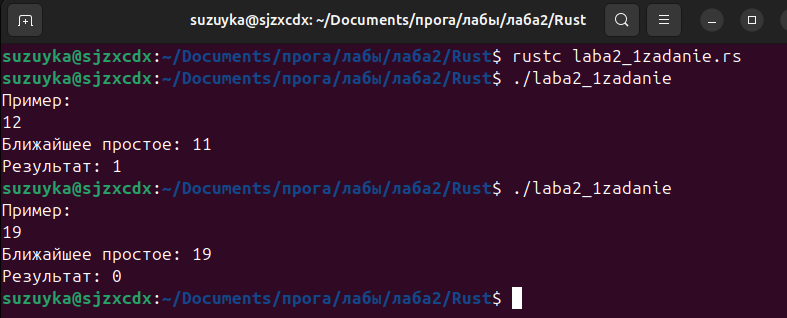 suzuyka@sjzxcdx: ~/Documents/прога/лабы/лаба2/Rust
suzuyka@sjzxcdx:~/Documents/прога/лабы/лаба2/Rust$ rustc laba2_1zadanie.rs
suzuyka@sjzxcdx:~/Documents/прога/лабы/лаба2/Rust$ ./laba2_1zadanie
Пример:
12
Ближайшее простое: 11
Результат: 1
suzuyka@sjzxcdx:~/Documents/прога/лабы/лаба2/Rust$ ./laba2_1zadanie
Пример:
19
Ближайшее простое: 19
Результат: 0
suzuyka@sjzxcdx:~/Documents/прога/лабы/лаба2/Rust$